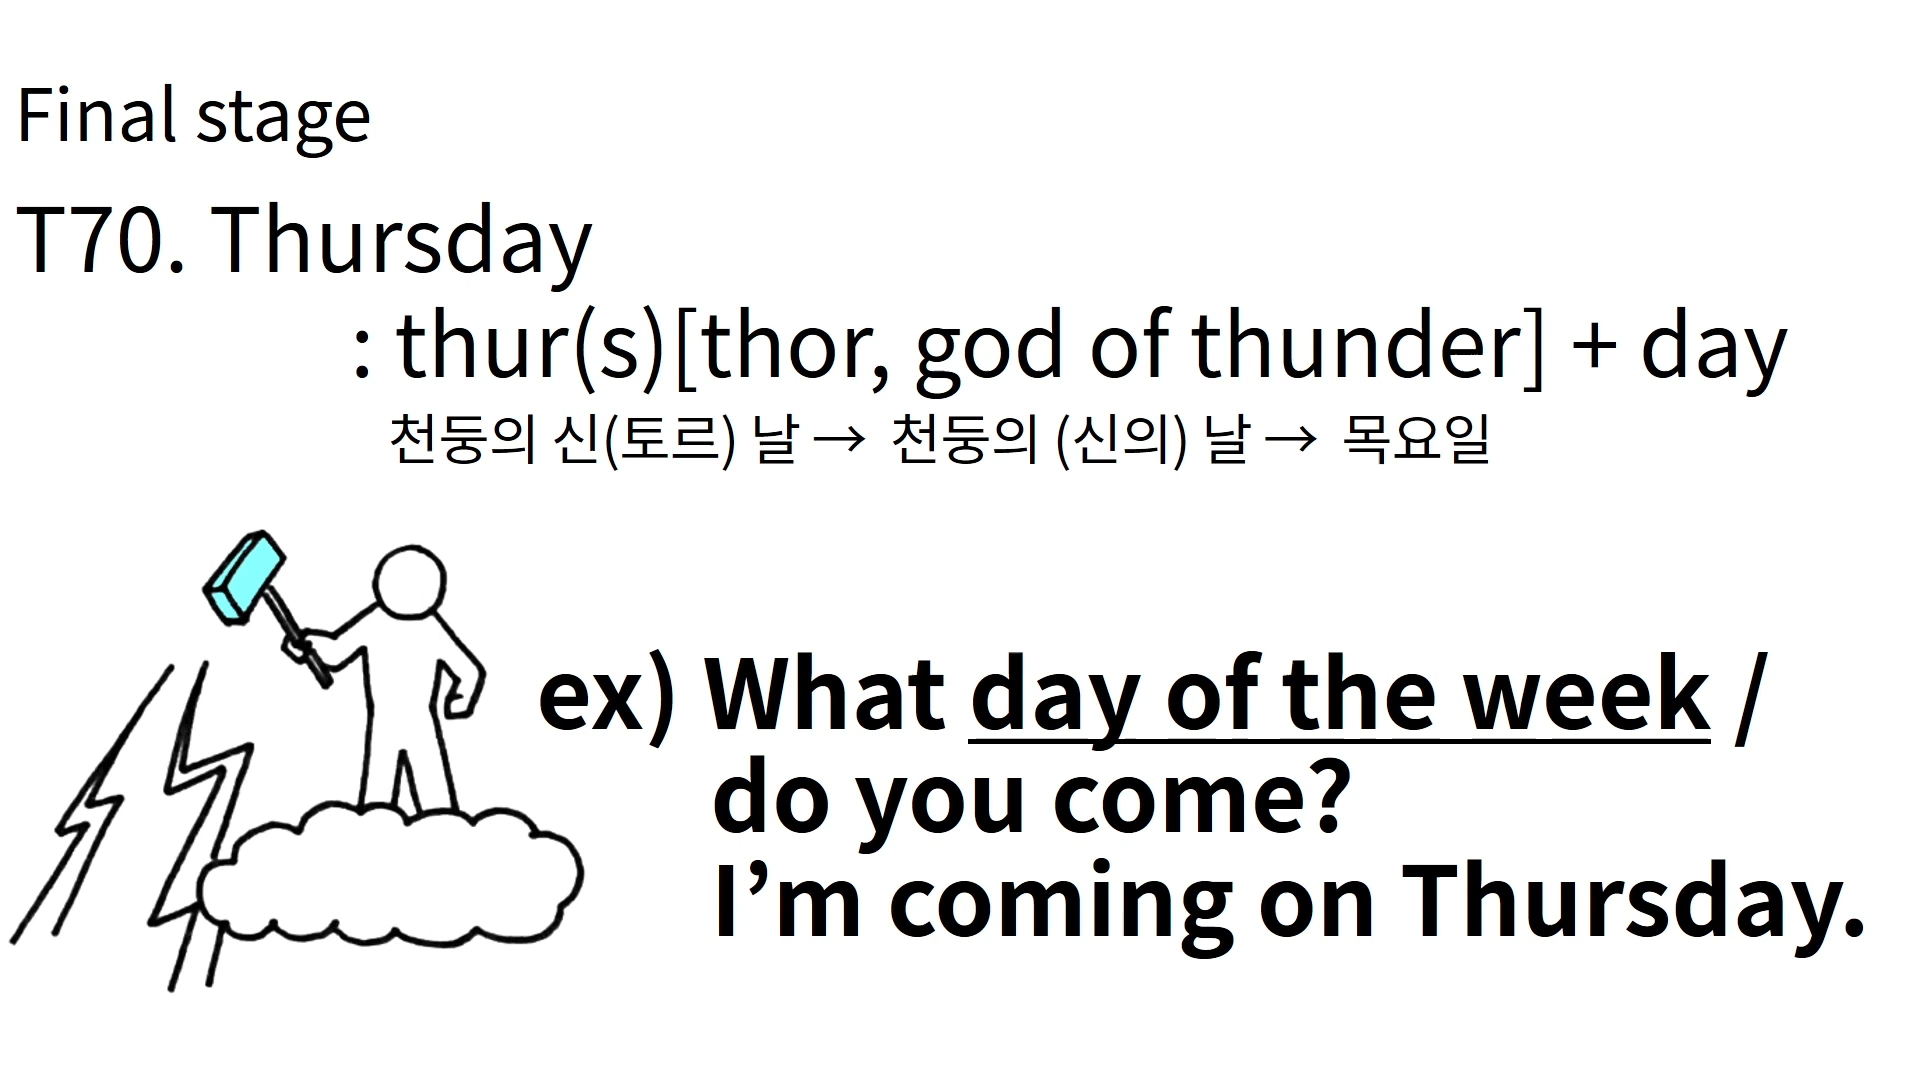 Final stage
T70. Thursday
: thur(s)[thor, god of thunder] + day
천둥의 신(토르) 날 → 천둥의 (신의) 날 → 목요일
ex) What day of the week /
do you come?
I’m coming on Thursday.